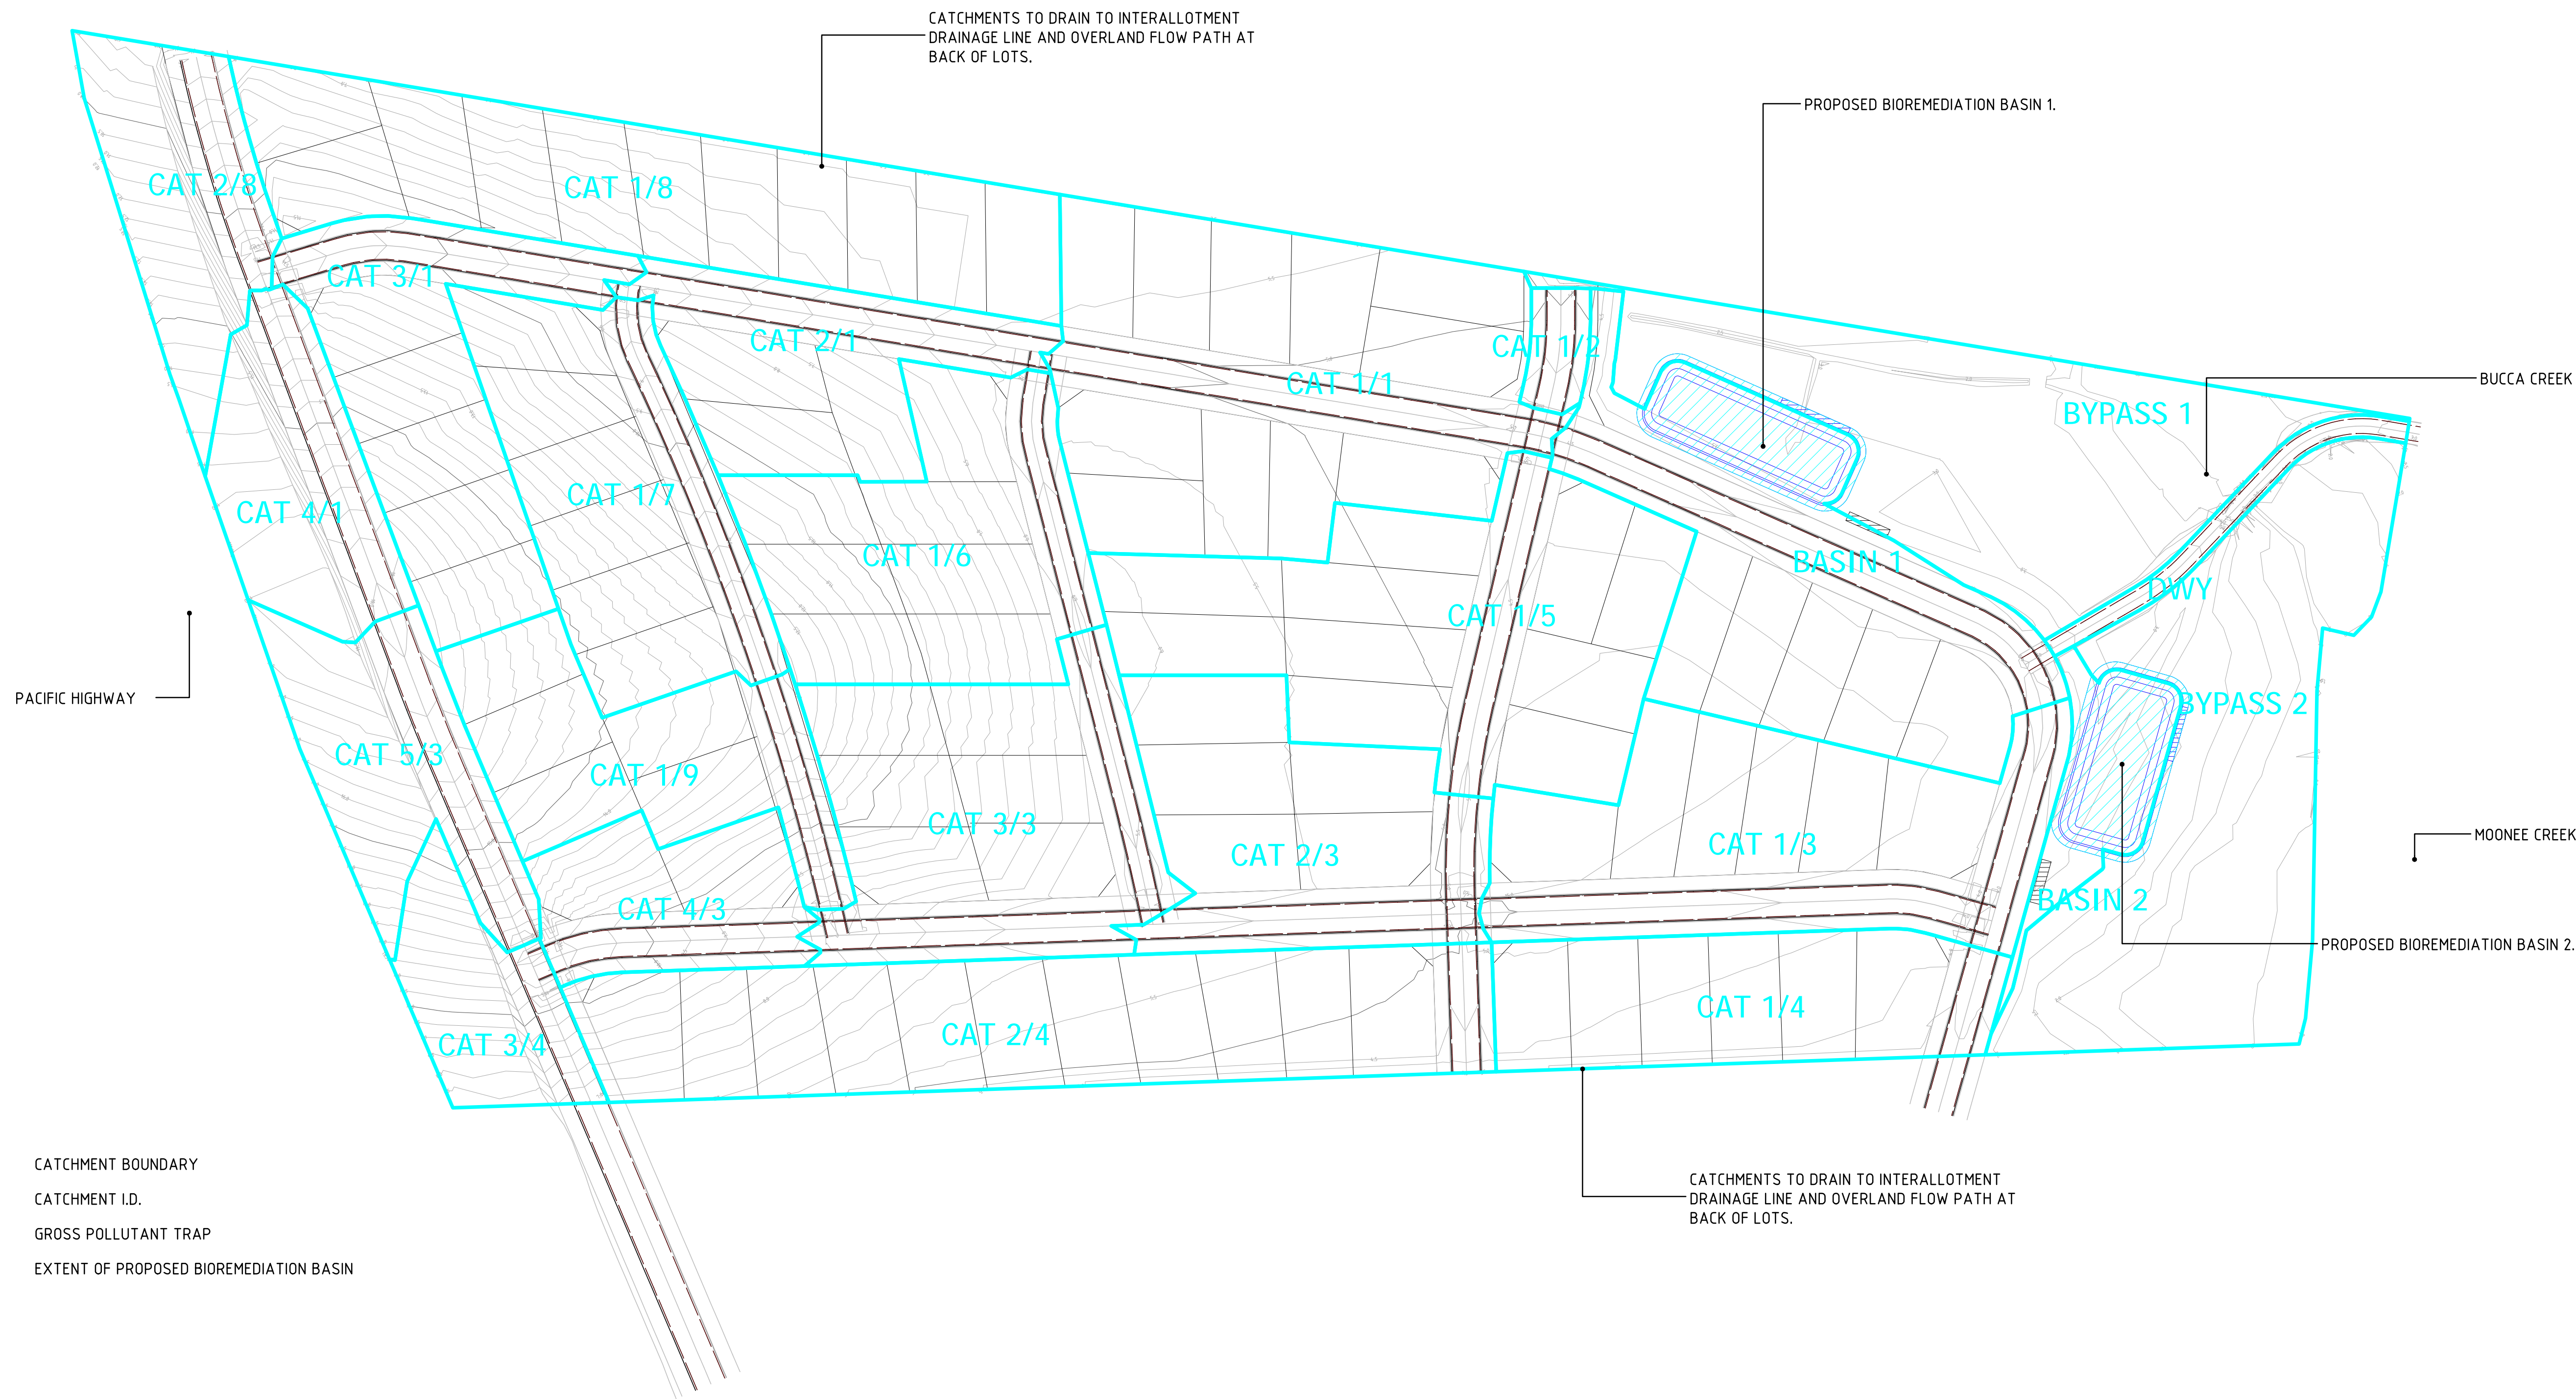 CATCHMENTS TO DRAIN TO INTERALLOTMENT
DRAINAGE LINE AND OVERLAND FLOW PATH AT
BACK OF LOTS.
PROPOSED BIOREMEDIATION BASIN 1.
CAT 2/8
CAT 1/8
CAT 3/1
CAT 2/1
CAT 1/2
CAT 1/1
BUCCA CREEK
BYPASS 1
CAT 4/1
CAT 1/7
CAT 1/6
BASIN 1
DWY
CAT 1/5
PACIFIC HIGHWAY
BYPASS 2
CAT 5/3
CAT 1/9
CAT 3/3
CAT 2/3
CAT 1/3
MOONEE CREEK
CAT 4/3
BASIN 2
PROPOSED BIOREMEDIATION BASIN 2.
CAT 3/4
CAT 2/4
CAT 1/4
CATCHMENT BOUNDARY
CATCHMENT I.D.
GROSS POLLUTANT TRAP
EXTENT OF PROPOSED BIOREMEDIATION BASIN
CATCHMENTS TO DRAIN TO INTERALLOTMENT
DRAINAGE LINE AND OVERLAND FLOW PATH AT
BACK OF LOTS.